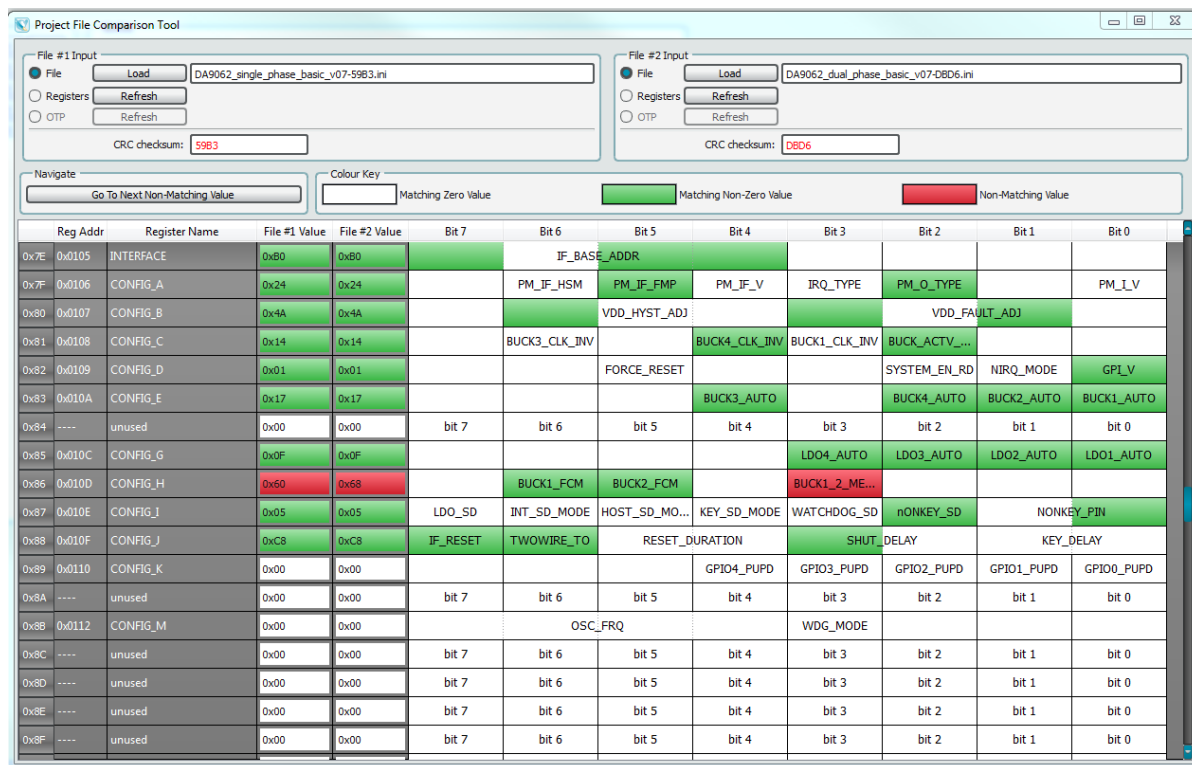 Project File Comparison Tool
File #1 Input
File Load DA9062_single_phase_basic_v07-59B3.ini
Registers Refresh
OTP Refresh
CRC checksum: 59B3
File #2 Input
File Load DA9062_dual_phase_basic_v07-DBD6.ini
Registers Refresh
OTP Refresh
CRC checksum: DBD6
Navigate
Go To Next Non-Matching Value
Colour Key
Matching Zero Value Matching Non-Zero Value Non-Matching Value
Reg Addr Register Name File #1 Value File #2 Value Bit 7 Bit 6 Bit 5 Bit 4 Bit 3 Bit 2 Bit 1 Bit 0
0x7E 0x0105 INTERFACE 0xB0 0xB0 IF_BASE_ADDR
0x7F 0x0106 CONFIG_A 0x24 0x24 PM_IF_HSM PM_IF_FMP PM_IF_V IRQ_TYPE PM_O_TYPE PM_I_V
0x80 0x0107 CONFIG_B 0x4A 0x4A VDD_HYST_ADJ VDD_FAULT_ADJ
0x81 0x0108 CONFIG_C 0x14 0x14 BUCK3_CLK_INV BUCK4_CLK_INV BUCK1_CLK_INV BUCK_ACTV_...
0x82 0x0109 CONFIG_D 0x01 0x01 FORCE_RESET SYSTEM_EN_RD NIRQ_MODE GPI_V
0x83 0x010A CONFIG_E 0x17 0x17 BUCK3_AUTO BUCK4_AUTO BUCK2_AUTO BUCK1_AUTO
0x84 ---- unused 0x00 0x00 bit 7 bit 6 bit 5 bit 4 bit 3 bit 2 bit 1 bit 0
0x85 0x010C CONFIG_G 0x0F 0x0F LDO4_AUTO LDO3_AUTO LDO2_AUTO LDO1_AUTO
0x86 0x010D CONFIG_H 0x60 0x68 BUCK1_FCM BUCK2_FCM BUCK1_2_ME...
0x87 0x010E CONFIG_I 0x05 0x05 LDO_SD INT_SD_MODE HOST_SD_MO... KEY_SD_MODE WATCHDOG_SD nONKEY_SD NONKEY_PIN
0x88 0x010F CONFIG_J 0xC8 0xC8 IF_RESET TWOWIRE_TO RESET_DURATION SHUT_DELAY KEY_DELAY
0x89 0x0110 CONFIG_K 0x00 0x00 GPIO4_PUPD GPIO3_PUPD GPIO2_PUPD GPIO1_PUPD GPIO0_PUPD
0x8A ---- unused 0x00 0x00 bit 7 bit 6 bit 5 bit 4 bit 3 bit 2 bit 1 bit 0
0x8B 0x0112 CONFIG_M 0x00 0x00 OSC_FRQ WDG_MODE
0x8C ---- unused 0x00 0x00 bit 7 bit 6 bit 5 bit 4 bit 3 bit 2 bit 1 bit 0
0x8D ---- unused 0x00 0x00 bit 7 bit 6 bit 5 bit 4 bit 3 bit 2 bit 1 bit 0
0x8E ---- unused 0x00 0x00 bit 7 bit 6 bit 5 bit 4 bit 3 bit 2 bit 1 bit 0
0x8F ---- unused 0x00 0x00 bit 7 bit 6 bit 5 bit 4 bit 3 bit 2 bit 1 bit 0